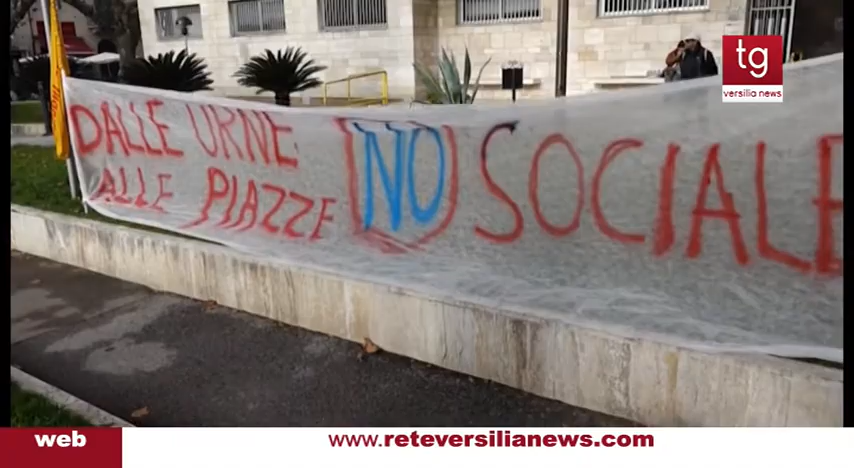 tg
versilia news
DALLE URNE
ALLE PIAZZE
NO SOCIALE
web
www.reteversilianews.com